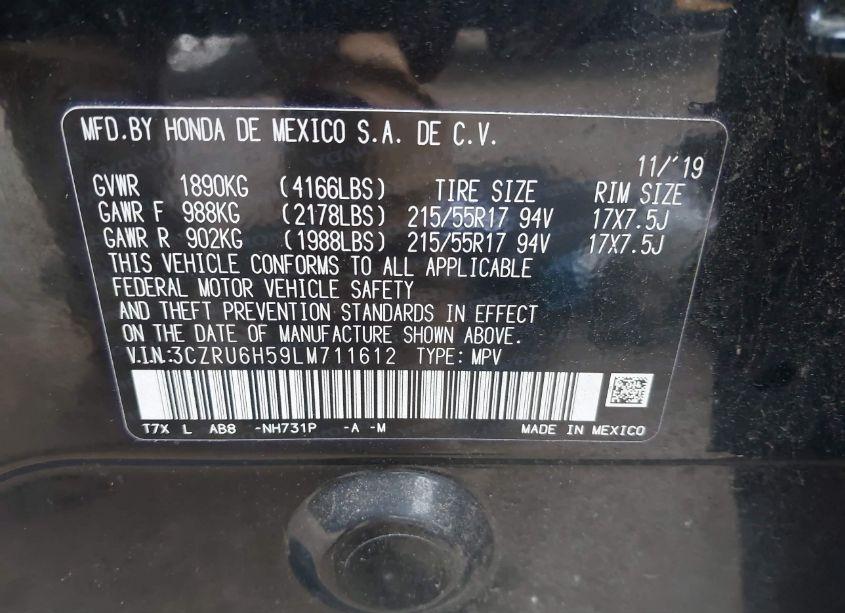 MFD.BY HONDA DE MEXICO S.A. DE C.V.
11/'19
GVWR 1890KG (4166LBS) TIRE SIZE RIM SIZE
GAWR F 988KG (2178LBS) 215/55R17 94V 17X7.5J
GAWR R 902KG (1988LBS) 215/55R17 94V 17X7.5J
THIS VEHICLE CONFORMS TO ALL APPLICABLE
FEDERAL MOTOR VEHICLE SAFETY
AND THEFT PREVENTION STANDARDS IN EFFECT
ON THE DATE OF MANUFACTURE SHOWN ABOVE.
V.I.N.:3CZRU6H59LM711612 TYPE: MPV
T7X L AB8 -NH731P -A -M MADE IN MEXICO